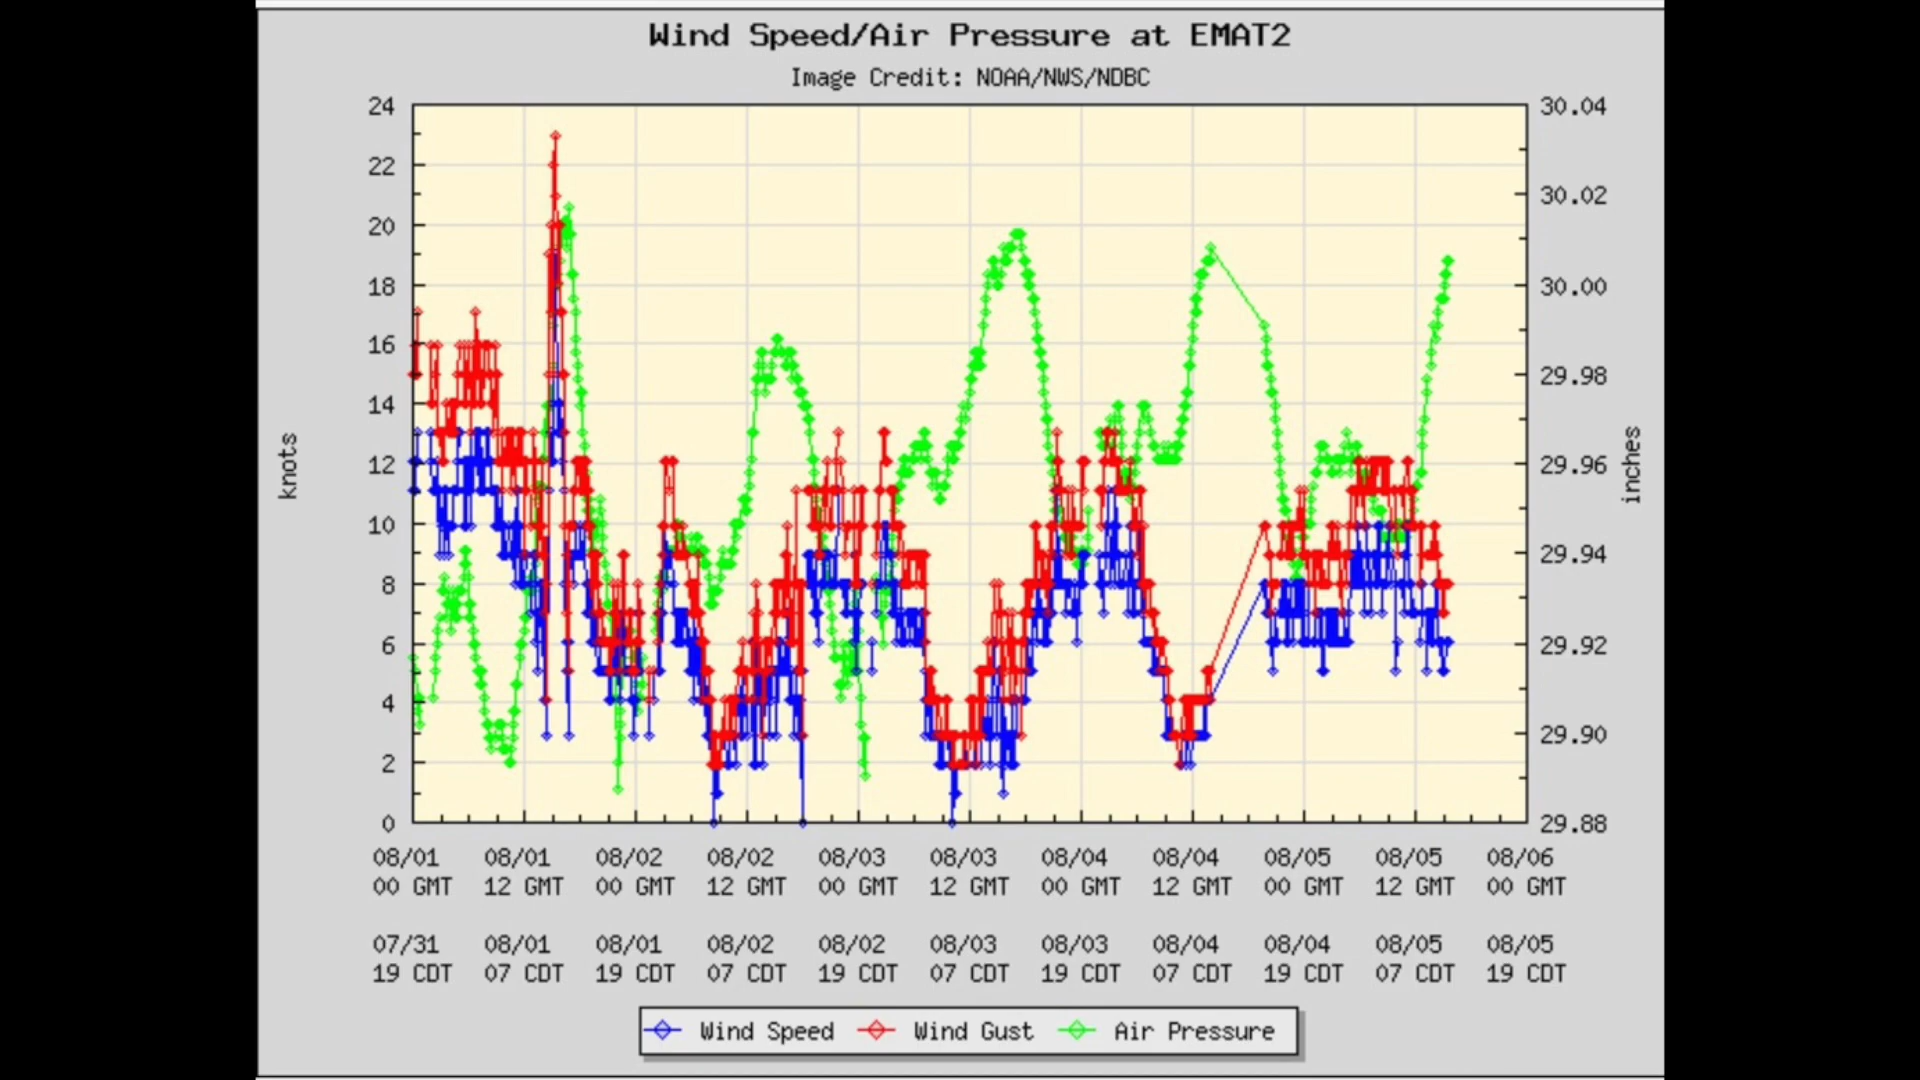 Wind Speed/Air Pressure at EMAT2
Image Credit: NOAA/NWS/NDBC
24
22
20
18
16
14
12
10
8
6
4
2
0
knots
30.04
30.02
30.00
29.98
29.96
29.94
29.92
29.90
29.88
inches
08/01 08/01 08/02 08/02 08/03 08/03 08/04 08/04 08/05 08/05 08/06
00 GMT 12 GMT 00 GMT 12 GMT 00 GMT 12 GMT 00 GMT 12 GMT 00 GMT 12 GMT 00 GMT
07/31 08/01 08/01 08/02 08/02 08/03 08/03 08/04 08/04 08/05 08/05
19 CDT 07 CDT 19 CDT 07 CDT 19 CDT 07 CDT 19 CDT 07 CDT 19 CDT 07 CDT 19 CDT
Wind Speed Wind Gust Air Pressure